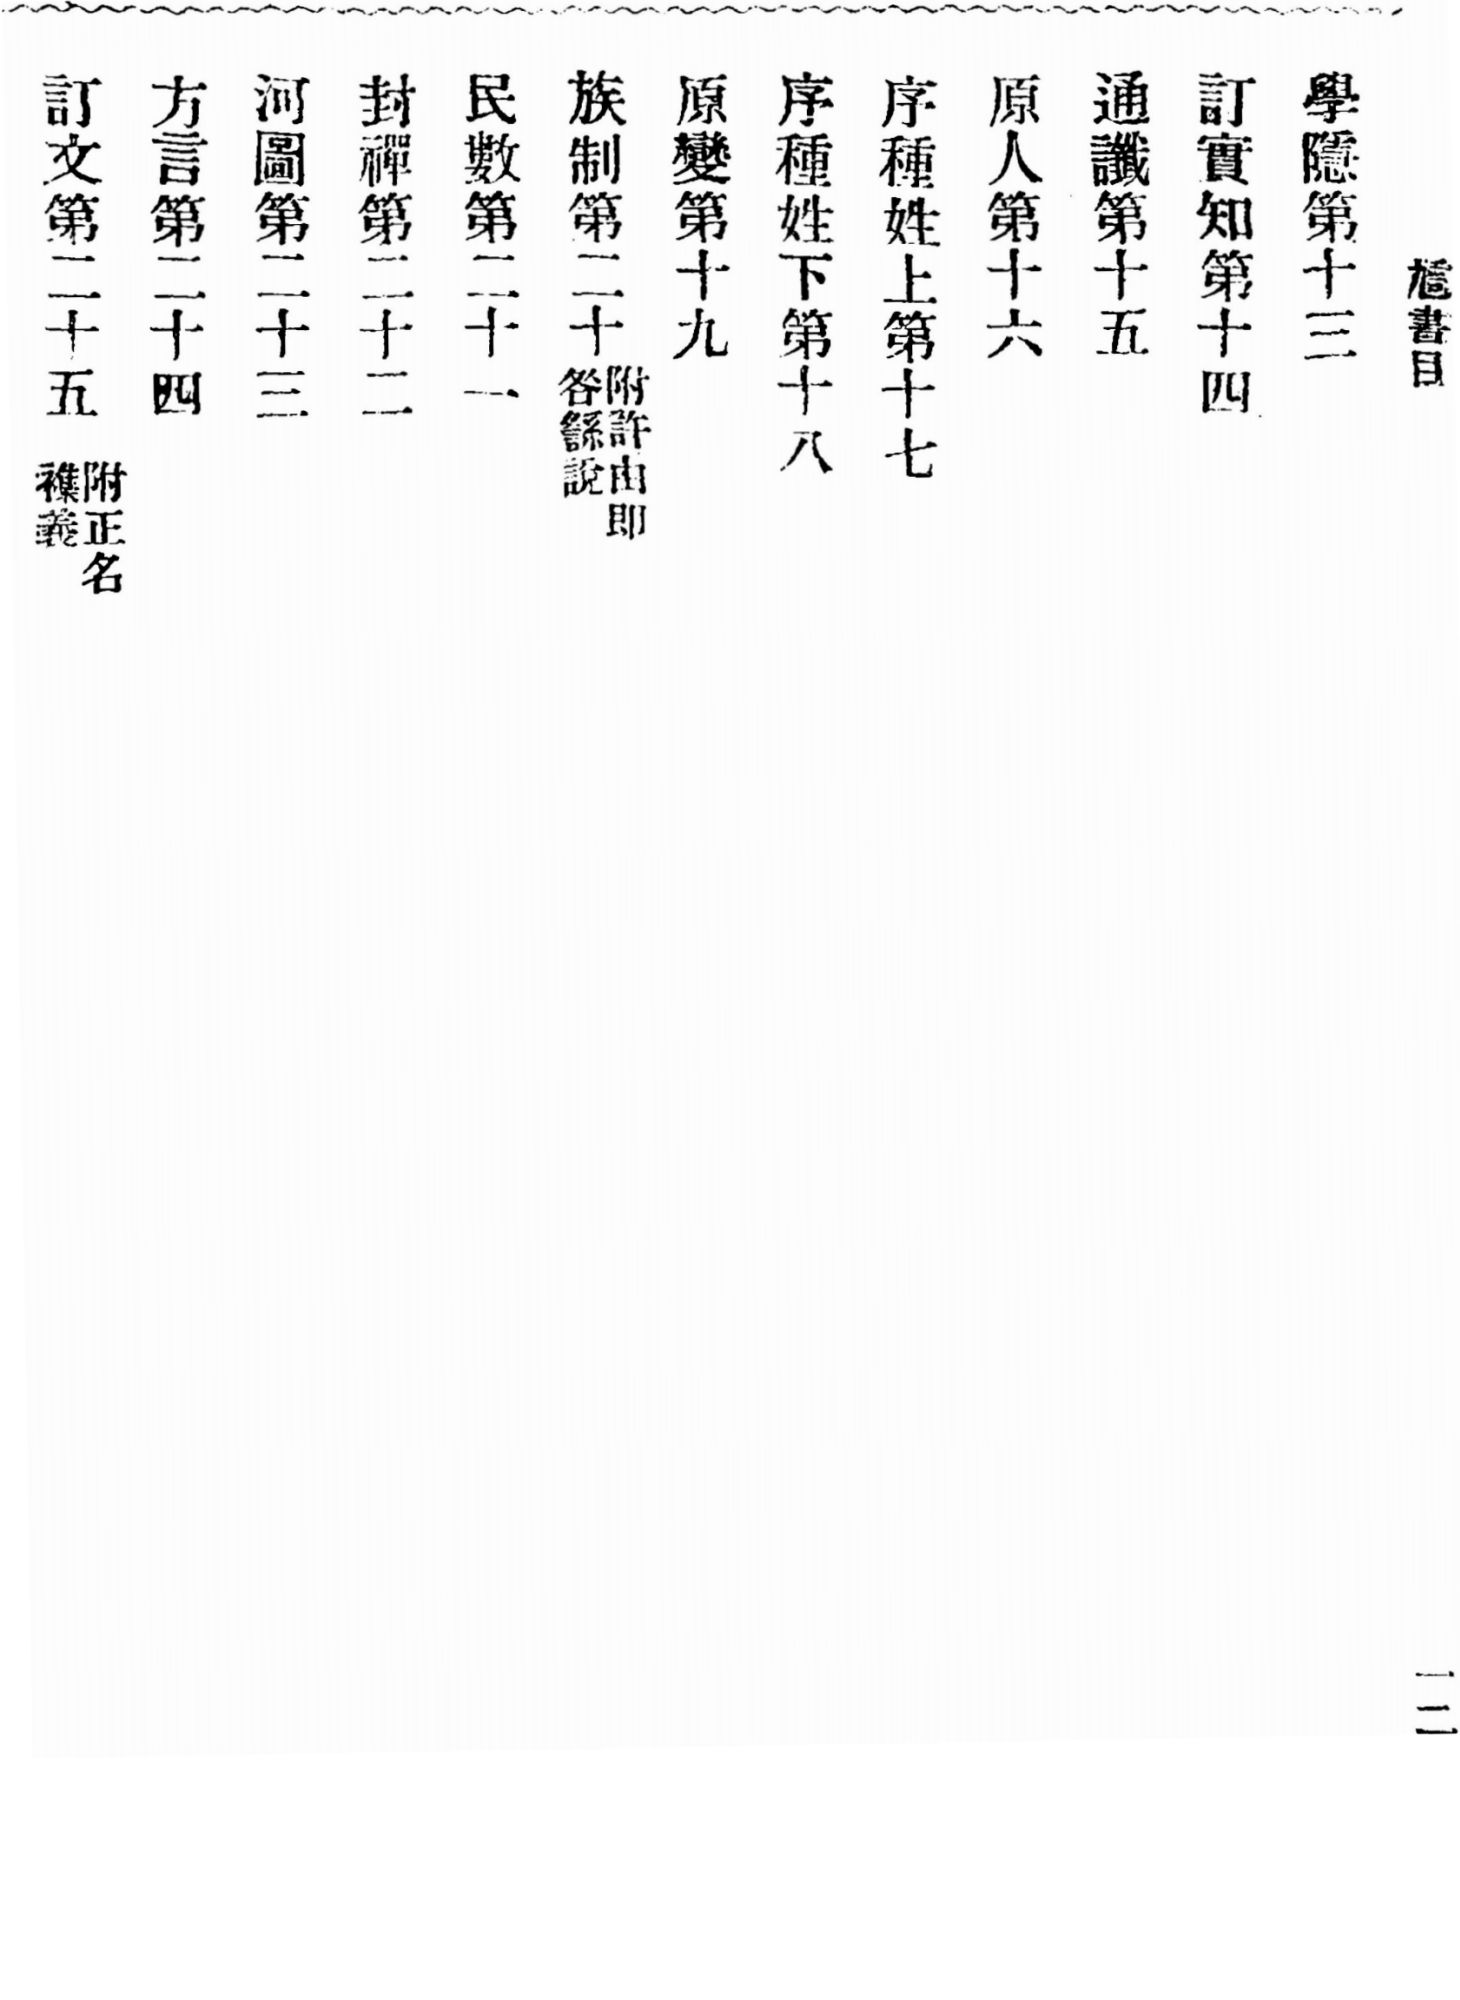 訄書目
學隱第十三
訂實知第十四
通讖第十五
原人第十六
序種姓上第十七
序種姓下第十八
原變第十九
族制第二十
附許由即
咎繇說
民數第二十一
封禪第二十二
河圖第二十三
方言第二十四
訂文第二十五
附正名
襍義
一二